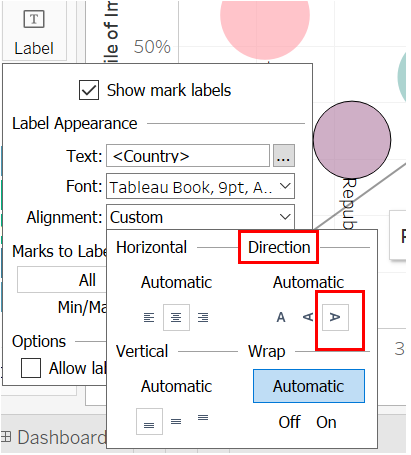 Label
50%
ile of Im
Show mark labels
Label Appearance
Text: <Country> ...
Font: Tableau Book, 9pt, A...
Alignment: Custom
Repub
Marks to Labe
All
Min/Ma
Options
Allow lal
Horizontal Direction
Automatic Automatic
A A A
Vertical Wrap
Automatic Automatic
Off On
3
Dashboard